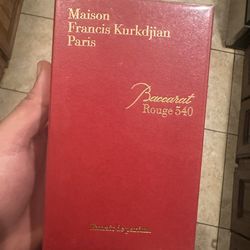 Maison
Francis Kurkdjian
Paris
Baccarat
Rouge 540